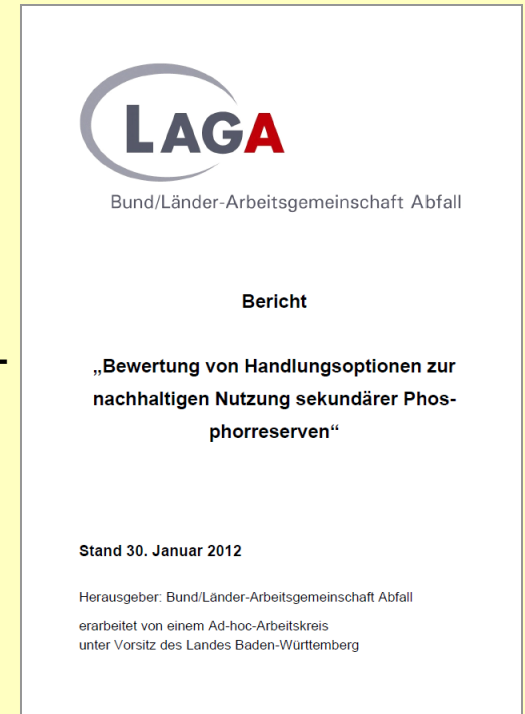 LAGA
Bund/Länder-Arbeitsgemeinschaft Abfall
Bericht
„Bewertung von Handlungsoptionen zur
nachhaltigen Nutzung sekundärer Phos-
phorreserven“
Stand 30. Januar 2012
Herausgeber: Bund/Länder-Arbeitsgemeinschaft Abfall
erarbeitet von einem Ad-hoc-Arbeitskreis
unter Vorsitz des Landes Baden-Württemberg